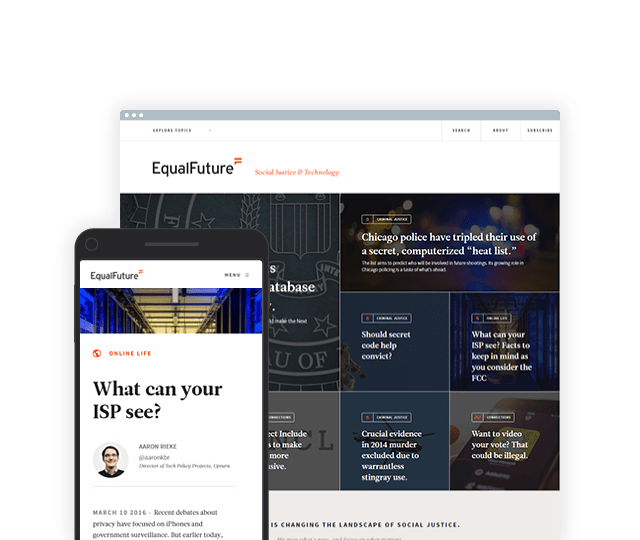 EXPLORE TOPICS
SEARCH
ABOUT
SUBSCRIBE
EqualFuture
Social Justice & Technology
CRIMINAL JUSTICE
Chicago police have tripled their use of
a secret, computerized “heat list.”
The list aims to predict who will be involved in future shootings. Its growing role in
Chicago policing is a taste of what's ahead.
atabase
ld to make the Next
CRIMINAL JUSTICE
Should secret
code help
convict?
ONLINE LIFE
What can your
ISP see? Facts to
keep in mind as
you consider the
FCC
NNECTIONS
ect Include
s to make
more
usive.
CRIMINAL JUSTICE
Crucial evidence
in 2014 murder
excluded due to
warrantless
stingray use.
CONNECTIONS
Want to video
your vote? That
could be illegal.
IS CHANGING THE LANDSCAPE OF SOCIAL JUSTICE.
EqualFuture
MENU
ONLINE LIFE
What can your
ISP see?
AARON RIEKE
@aaronkbr
Director of Tech Policy Projects, Upturn
MARCH 10 2016 - Recent debates about
privacy have focused on iPhones and
government surveillance. But earlier today,